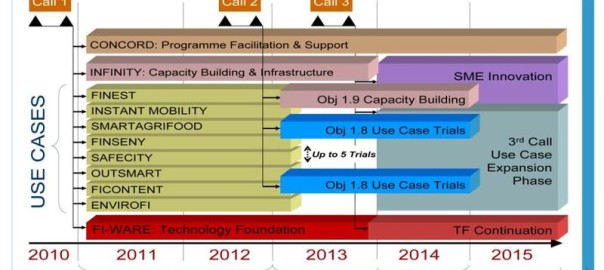 Call 1
Call 2
Call 3
CONCORD: Programme Facilitation & Support
INFINITY: Capacity Building & Infrastructure
SME Innovation
USE CASES
FINEST
INSTANT MOBILITY
SMARTAGRIFOOD
FINSENY
SAFECITY
OUTSMART
FICONTENT
ENVIROFI
Obj 1.9 Capacity Building
Obj 1.8 Use Case Trials
Up to 5 Trials
Obj 1.8 Use Case Trials
3rd Call
Use Case
Expansion
Phase
FI-WARE: Technology Foundation
TF Continuation
2010
2011
2012
2013
2014
2015